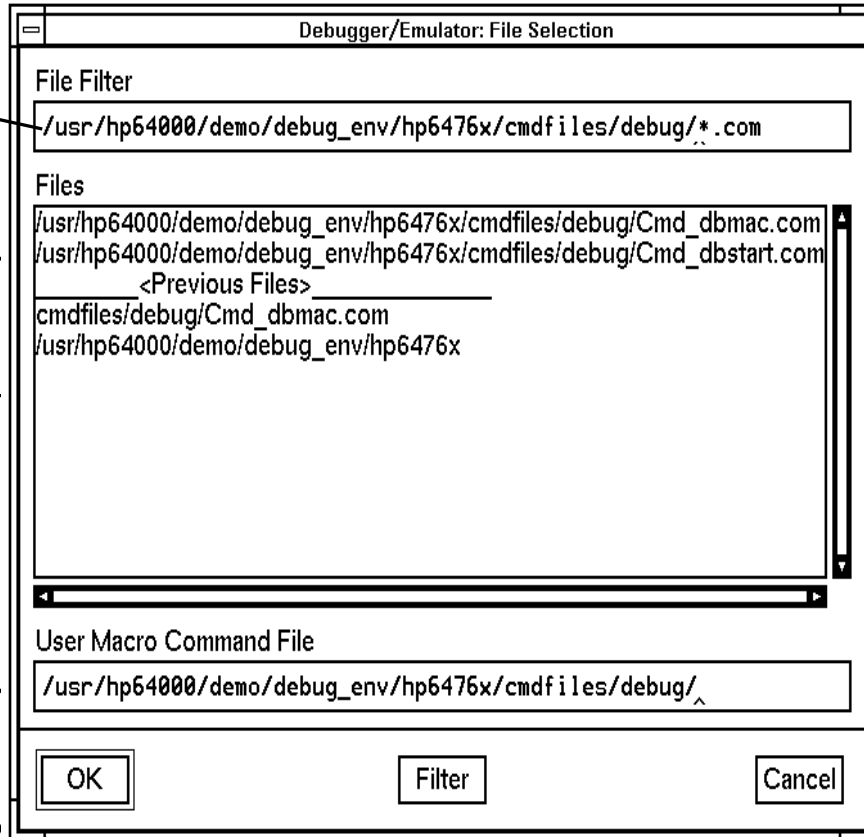 Debugger/Emulator: File Selection
File Filter
/usr/hp64000/demo/debug_env/hp6476x/cmdfiles/debug/*.com
Files
/usr/hp64000/demo/debug_env/hp6476x/cmdfiles/debug/Cmd_dbmac.com
/usr/hp64000/demo/debug_env/hp6476x/cmdfiles/debug/Cmd_dbstart.com
________<Previous Files>______________
cmdfiles/debug/Cmd_dbmac.com
/usr/hp64000/demo/debug_env/hp6476x
User Macro Command File
/usr/hp64000/demo/debug_env/hp6476x/cmdfiles/debug/
OK
Filter
Cancel